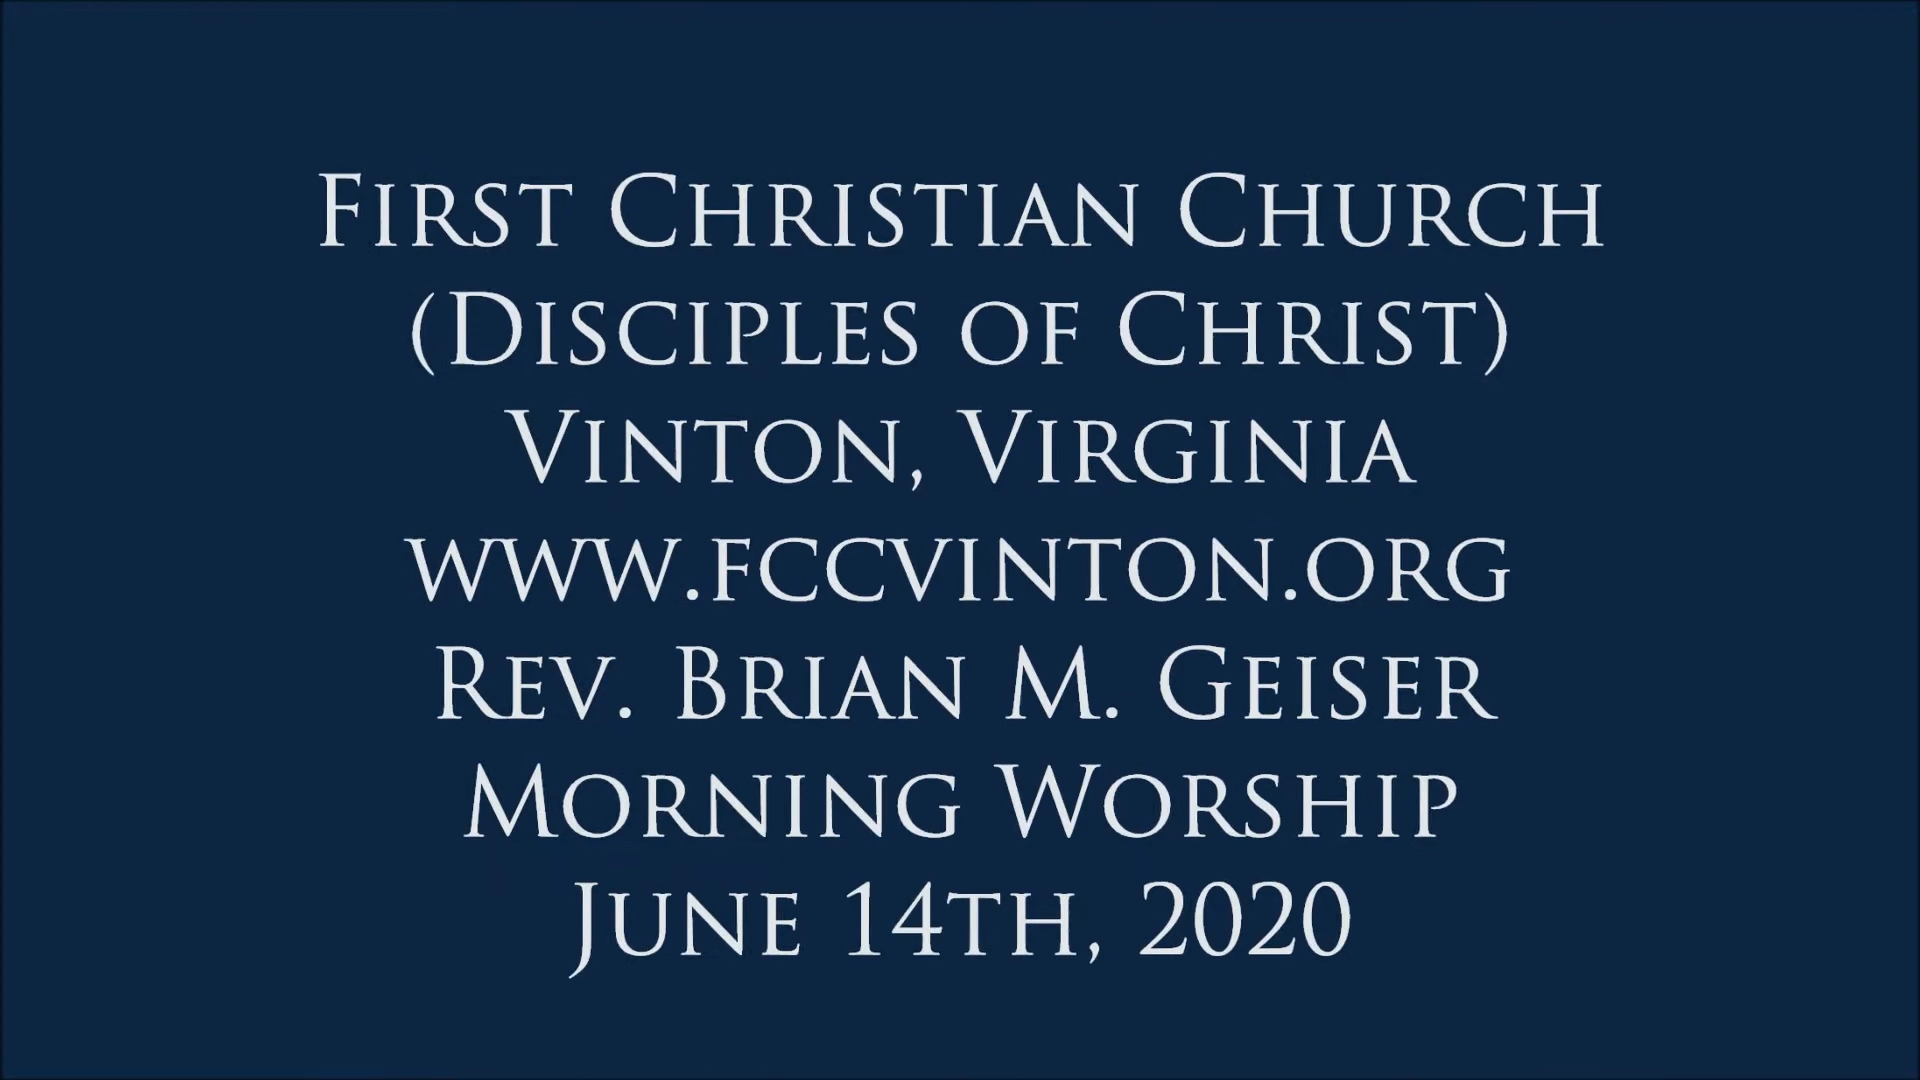 First Christian Church
(Disciples of Christ)
Vinton, Virginia
www.fccvinton.org
Rev. Brian M. Geiser
Morning Worship
June 14th, 2020